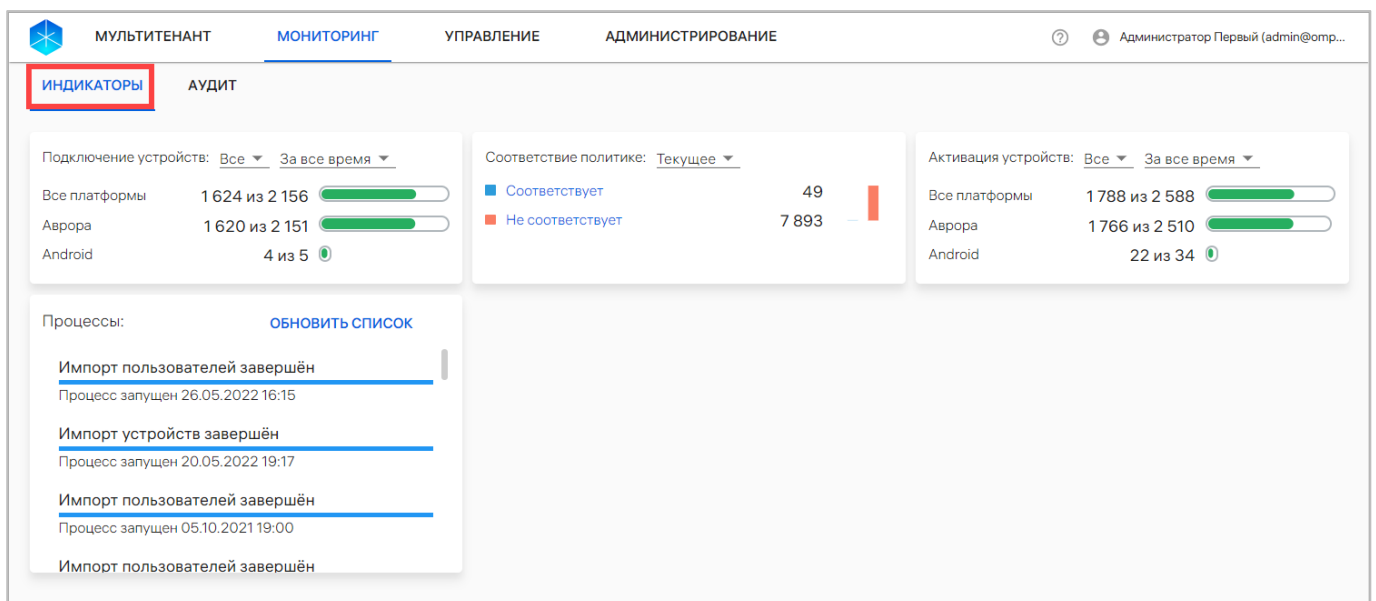 МУЛЬТИТЕНАНТ МОНИТОРИНГ УПРАВЛЕНИЕ АДМИНИСТРИРОВАНИЕ ? Администратор Первый (admin@omp...
ИНДИКАТОРЫ АУДИТ
Подключение устройств: Все За все время
Все платформы 1 624 из 2 156
Аврора 1 620 из 2 151
Android 4 из 5
Соответствие политике: Текущее
Соответствует 49
Не соответствует 7 893
Активация устройств: Все За все время
Все платформы 1 788 из 2 588
Аврора 1 766 из 2 510
Android 22 из 34
Процессы: ОБНОВИТЬ СПИСОК
Импорт пользователей завершён
Процесс запущен 26.05.2022 16:15
Импорт устройств завершён
Процесс запущен 20.05.2022 19:17
Импорт пользователей завершён
Процесс запущен 05.10.2021 19:00
Импорт пользователей завершён